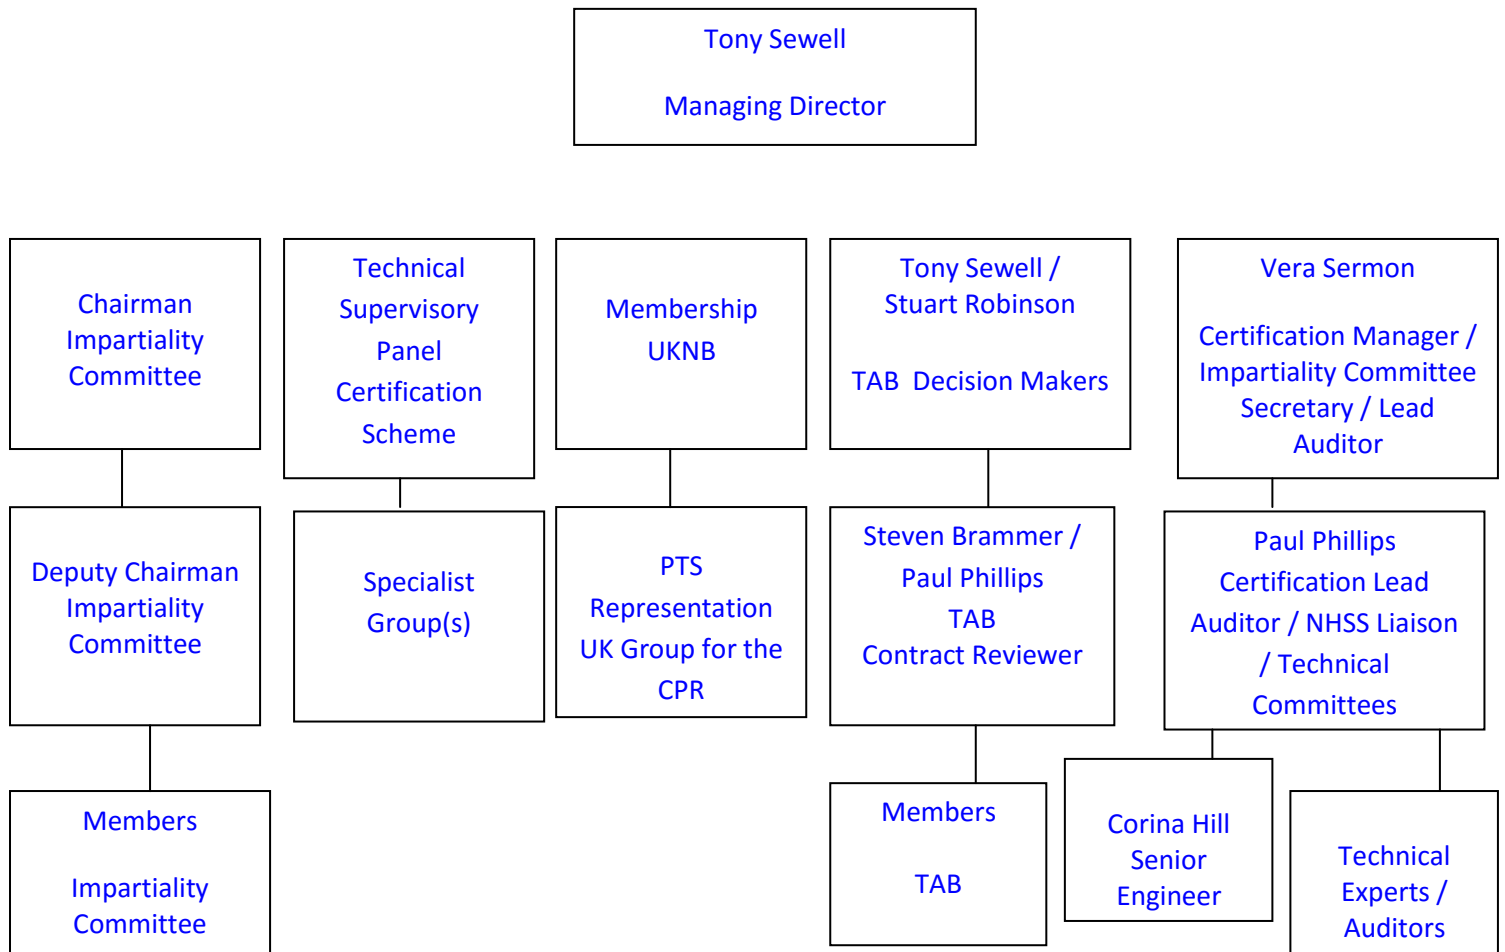 Tony Sewell
Managing Director
Chairman
Impartiality
Committee
Technical
Supervisory
Panel
Certification
Scheme
Membership
UKNB
Tony Sewell /
Stuart Robinson
TAB Decision Makers
Vera Sermon
Certification Manager /
Impartiality Committee
Secretary / Lead
Auditor
Deputy Chairman
Impartiality
Committee
Specialist
Group(s)
PTS
Representation
UK Group for the
CPR
Steven Brammer /
Paul Phillips
TAB
Contract Reviewer
Paul Phillips
Certification Lead
Auditor / NHSS Liaison
/ Technical
Committees
Members
Impartiality
Committee
Members
TAB
Corina Hill
Senior
Engineer
Technical
Experts /
Auditors